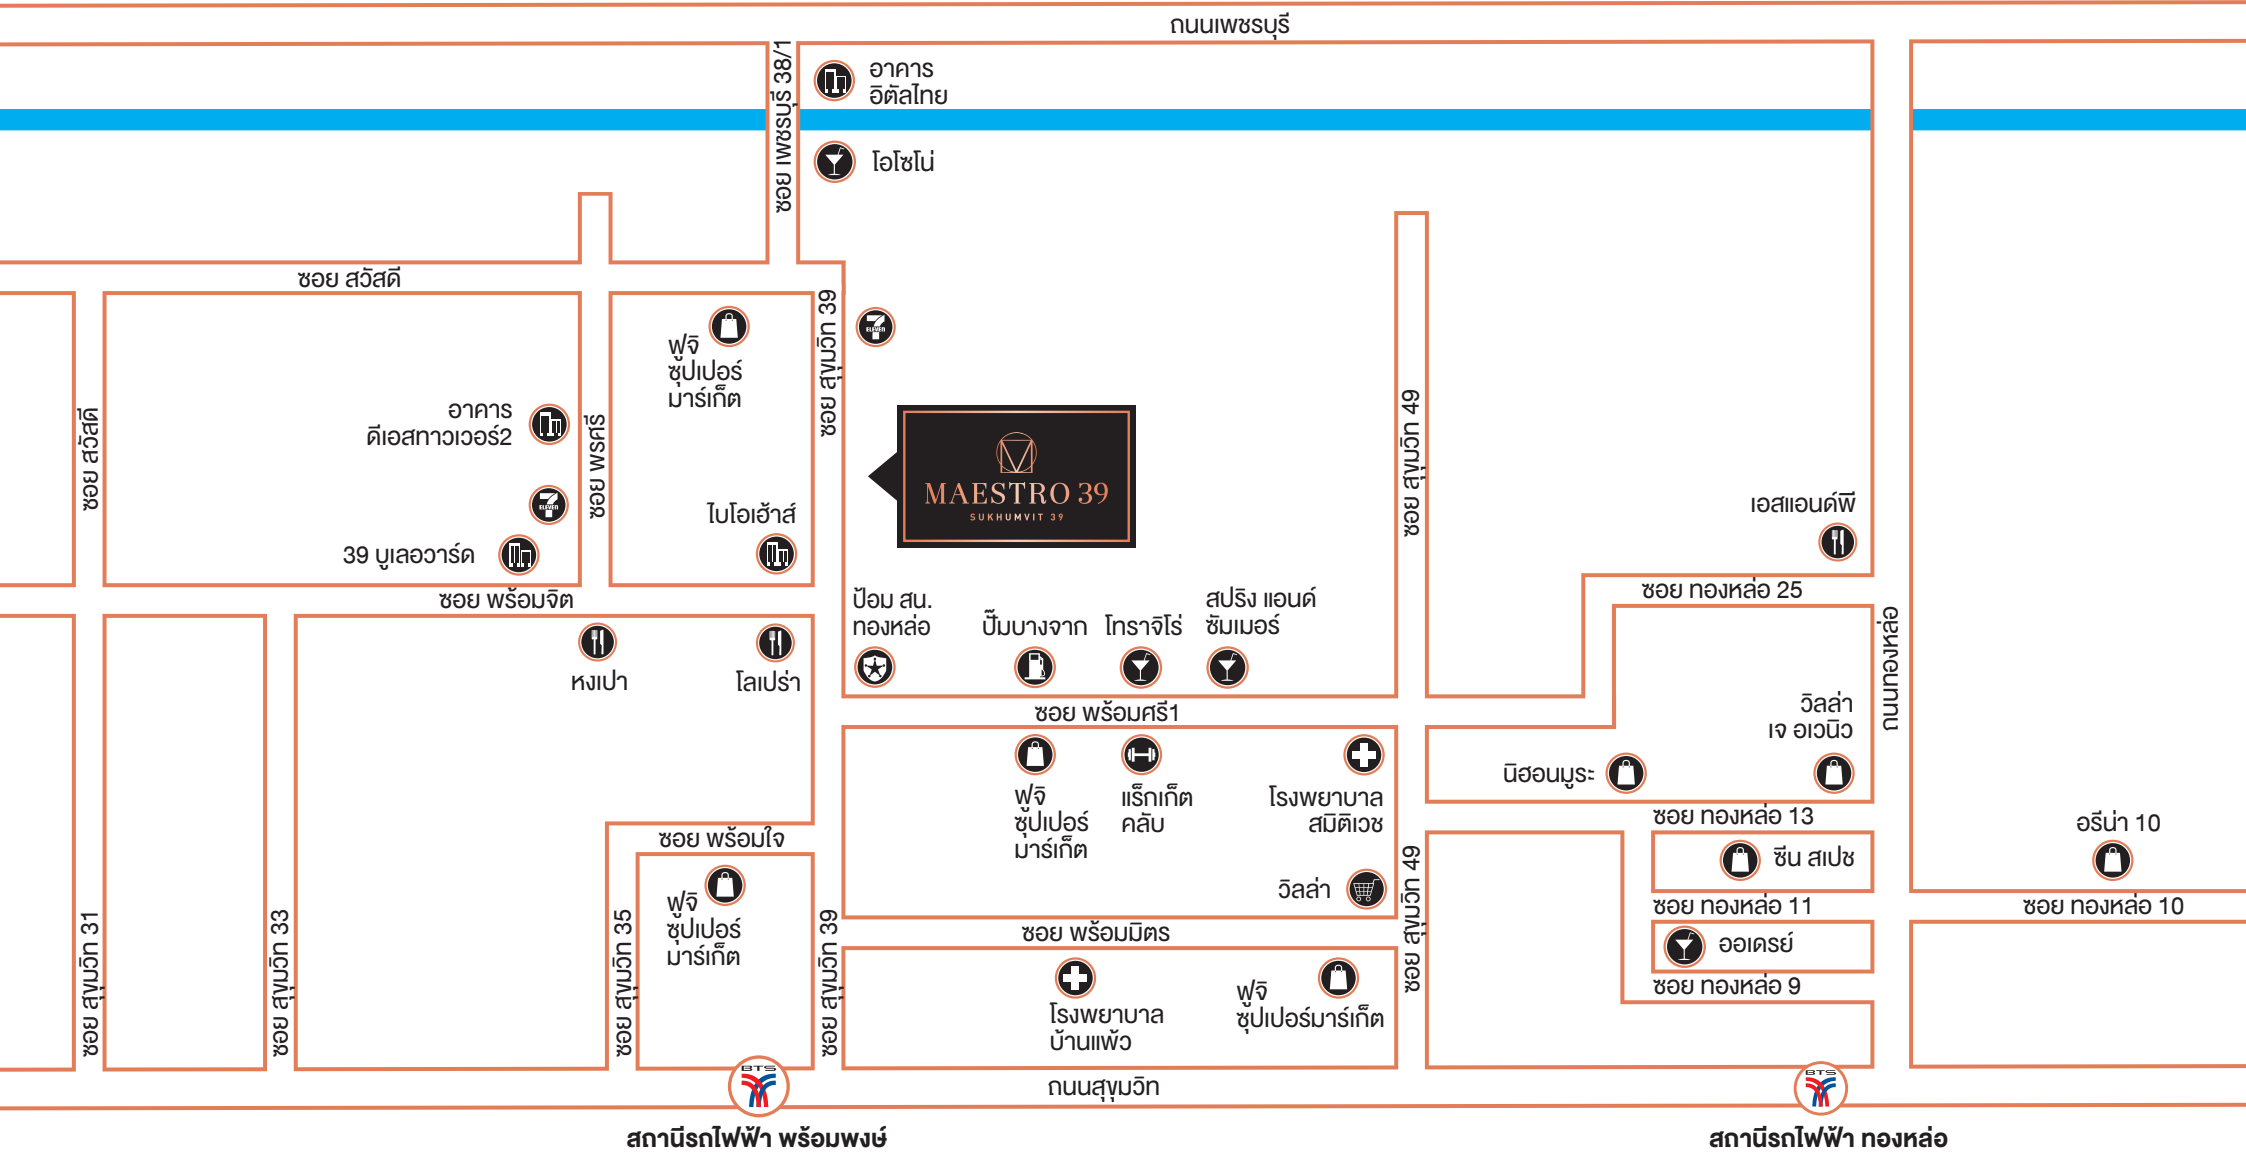 ถนนเพชรบุรี
ซอย เพชรบุรี 38/1
อาคาร
อิตัลไทย
โอโซโน่
ซอย สวัสดี
ซอย สุขุมวิท 39
7
ELEVEN
ฟูจิ
ซุปเปอร์
มาร์เก็ต
ซอย สวัสดี
อาคาร
ดีเอสทาวเวอร์2
ซอย พรศรี
7
ELEVEN
39 บูเลอวาร์ด
ไบโอเฮ้าส์
MAESTRO 39
SUKHUMVIT 39
ซอย สุขุมวิท 49
เอสแอนด์พี
ซอย พร้อมจิต
ซอย ทองหล่อ 25
ป้อม สน.
ทองหล่อ
ปั๊มบางจาก
โทราจิโร่
สปริง แอนด์
ซัมเมอร์
หงเปา
โลเปร่า
ถนนทองหล่อ
ซอย พร้อมศรี1
วิลล่า
เจ อเวนิว
นิฮอนมูระ
ฟูจิ
ซุปเปอร์
มาร์เก็ต
แร็กเก็ต
คลับ
โรงพยาบาล
สมิติเวช
ซอย ทองหล่อ 13
อรีน่า 10
ซีน สเปซ
ซอย พร้อมใจ
ฟูจิ
ซุปเปอร์
มาร์เก็ต
วิลล่า
ซอย สุขุมวิท 49
ซอย ทองหล่อ 11
ซอย ทองหล่อ 10
ซอย สุขุมวิท 31
ซอย สุขุมวิท 33
ซอย สุขุมวิท 35
ซอย สุขุมวิท 39
ซอย พร้อมมิตร
ออเดรย์
โรงพยาบาล
บ้านแพ้ว
ฟูจิ
ซุปเปอร์มาร์เก็ต
ซอย ทองหล่อ 9
BTS
ถนนสุขุมวิท
BTS
สถานีรถไฟฟ้า พร้อมพงษ์
สถานีรถไฟฟ้า ทองหล่อ